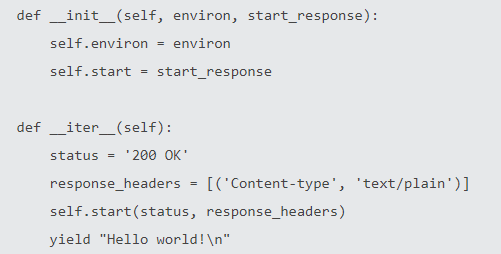 def __init__(self, environ, start_response):
    self.environ = environ
    self.start = start_response

def __iter__(self):
    status = '200 OK'
    response_headers = [('Content-type', 'text/plain')]
    self.start(status, response_headers)
    yield "Hello world!\n"